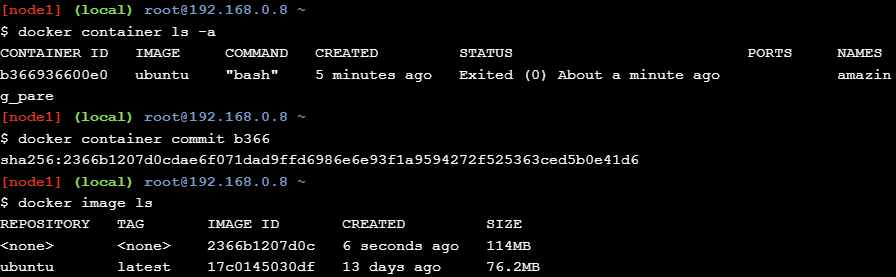 [node1] (local) root@192.168.0.8 ~
$ docker container ls -a
CONTAINER ID IMAGE COMMAND CREATED STATUS PORTS NAMES
b366936600e0 ubuntu "bash" 5 minutes ago Exited (0) About a minute ago amazin
g_pare
[node1] (local) root@192.168.0.8 ~
$ docker container commit b366
sha256:2366b1207d0cdae6f071dad9ffd6986e6e93f1a9594272f525363ced5b0e41d6
[node1] (local) root@192.168.0.8 ~
$ docker image ls
REPOSITORY TAG IMAGE ID CREATED SIZE
<none> <none> 2366b1207d0c 6 seconds ago 114MB
ubuntu latest 17c0145030df 13 days ago 76.2MB